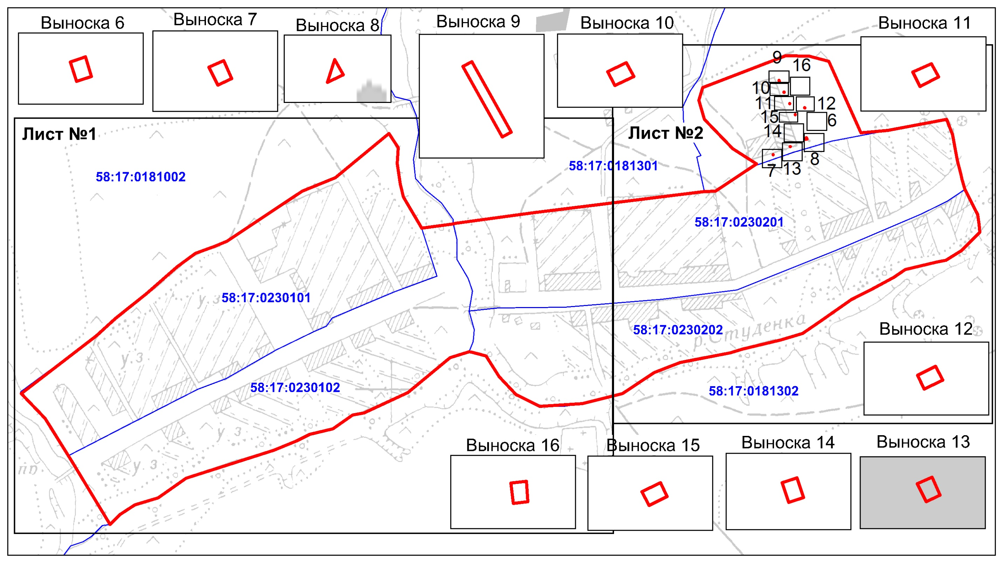 Выноска 6
Выноска 7
Выноска 8
Выноска 9
Выноска 10
Выноска 11
9
16
10
11
12
15
6
14
8
7
13
Лист №1
Лист №2
58:17:0181002
58:17:0181301
58:17:0230201
58:17:0230101
у.з
58:17:0230202
р.Студенка
Выноска 12
у.з
58:17:0230102
58:17:0181302
у.з
у.з
пр.
Выноска 16
Выноска 15
Выноска 14
Выноска 13